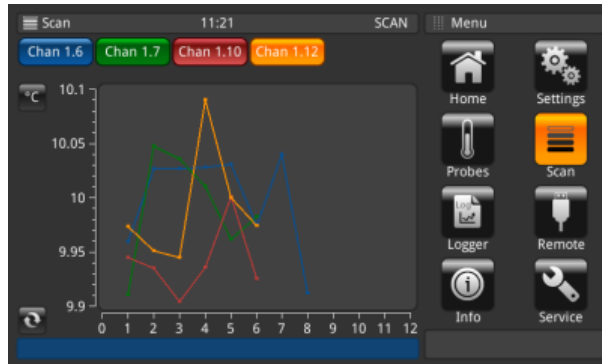 Scan 11:21 SCAN Menu
Chan 1.6 Chan 1.7 Chan 1.10 Chan 1.12
°C
10.1
10.05
10
9.95
9.9
0 1 2 3 4 5 6 7 8 9 10 11 12
Home Settings
Probes Scan
Log
Logger Remote
Info Service